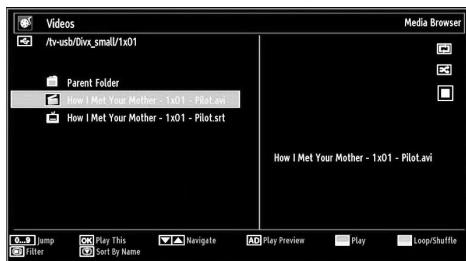 Videos Media Browser
/tv-usb/Divx_small/1x01
Parent Folder
How I Met Your Mother - 1x01 - Pilot.avi
How I Met Your Mother - 1x01 - Pilot.srt
How I Met Your Mother - 1x01 - Pilot.avi
0...9 Jump OK Play This Navigate AD Play Preview Play Loop/Shuffle
Filter Sort By Name